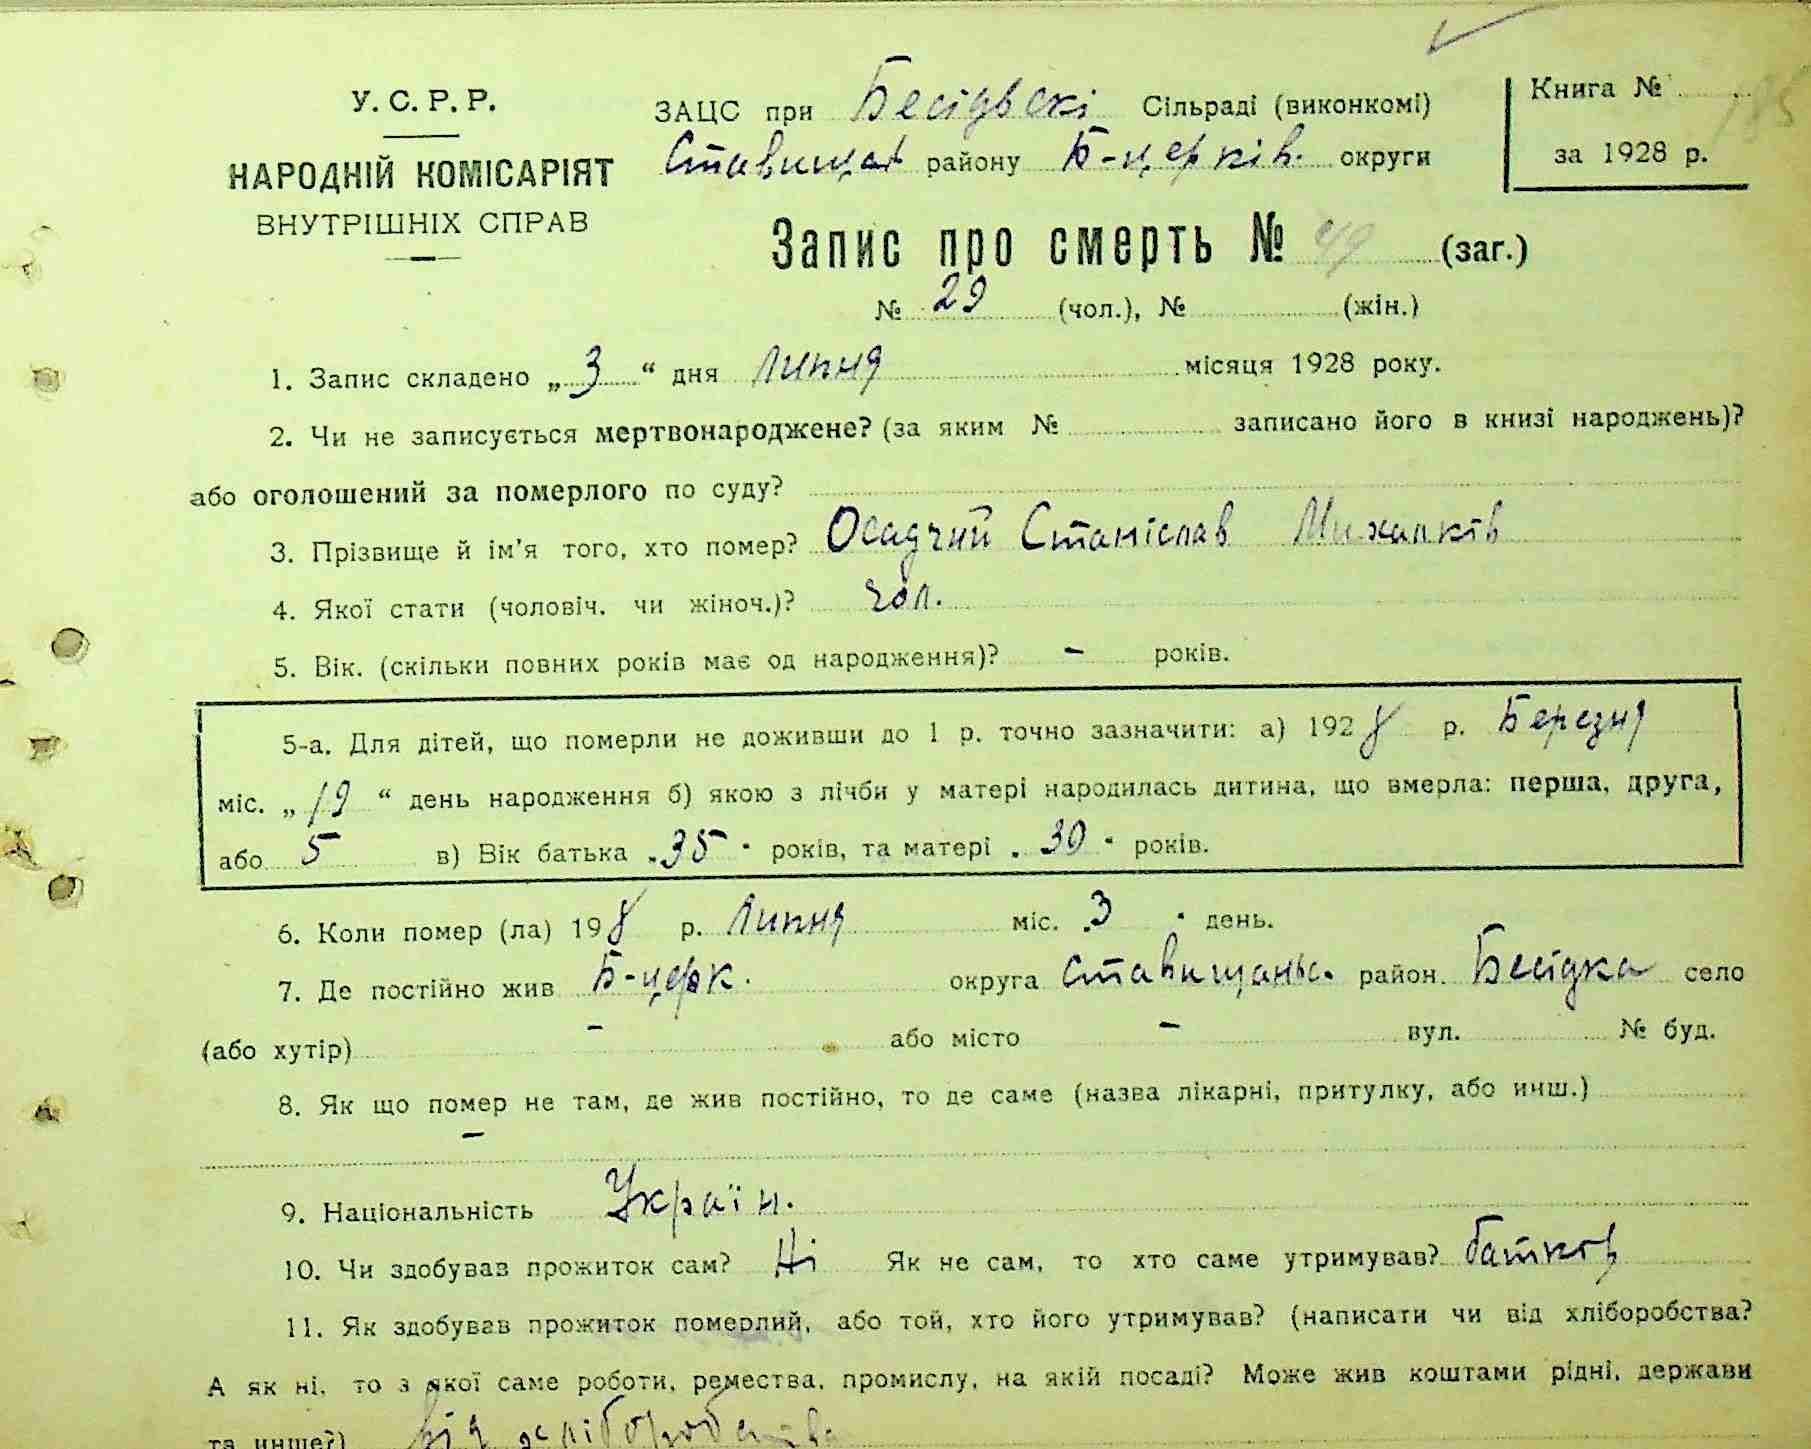 У. С. Р. Р.
НАРОДНІЙ КОМІСАРІЯТ
ВНУТРІШНІХ СПРАВ
ЗАЦС при Бесідвскі Сільраді (виконкомі)
Ставищан району Б-церків. округи
Книга № 185
за 1928 р.
Запис про смерть № 49 (заг.)
№ 29 (чол.), № (жін.)
1. Запис складено „ 3 “ дня Липня місяця 1928 року.
2. Чи не записується мертвонароджене? (за яким № записано його в книзі народжень)?
або оголошений за померлого по суду?
3. Прізвище й ім'я того, хто помер? Осадчий Станіслав Михалків
4. Якої стати (чоловіч. чи жіноч.)? чол.
5. Вік. (скільки повних років має од народження)? - років.
5-а. Для дітей, що померли не доживши до 1 р. точно зазначити: а) 1928 р. Березня
міс. „ 19 “ день народження б) якою з лічби у матері народилась дитина, що вмерла: перша, друга,
або 5 в) Вік батька „ 35 “ років, та матері „ 30 “ років.
6. Коли помер (ла) 198 р. Липня міс. 3 день.
7. Де постійно жив Б-церк. округа Ставищанс. район. Бесідка село
(або хутір) - або місто - вул. № буд.
8. Як що помер не там, де жив постійно, то де саме (назва лікарні, притулку, або инш.)
-
9. Національність Україн.
10. Чи здобував прожиток сам? Ні Як не сам, то хто саме утримував? батько
11. Як здобував прожиток померлий, або той, хто його утримував? (написати чи від хліборобства?
А як ні, то з якої саме роботи, ремества, промислу, на якій посаді? Може жив коштами рідні, держави
та инше?) від хліборобства